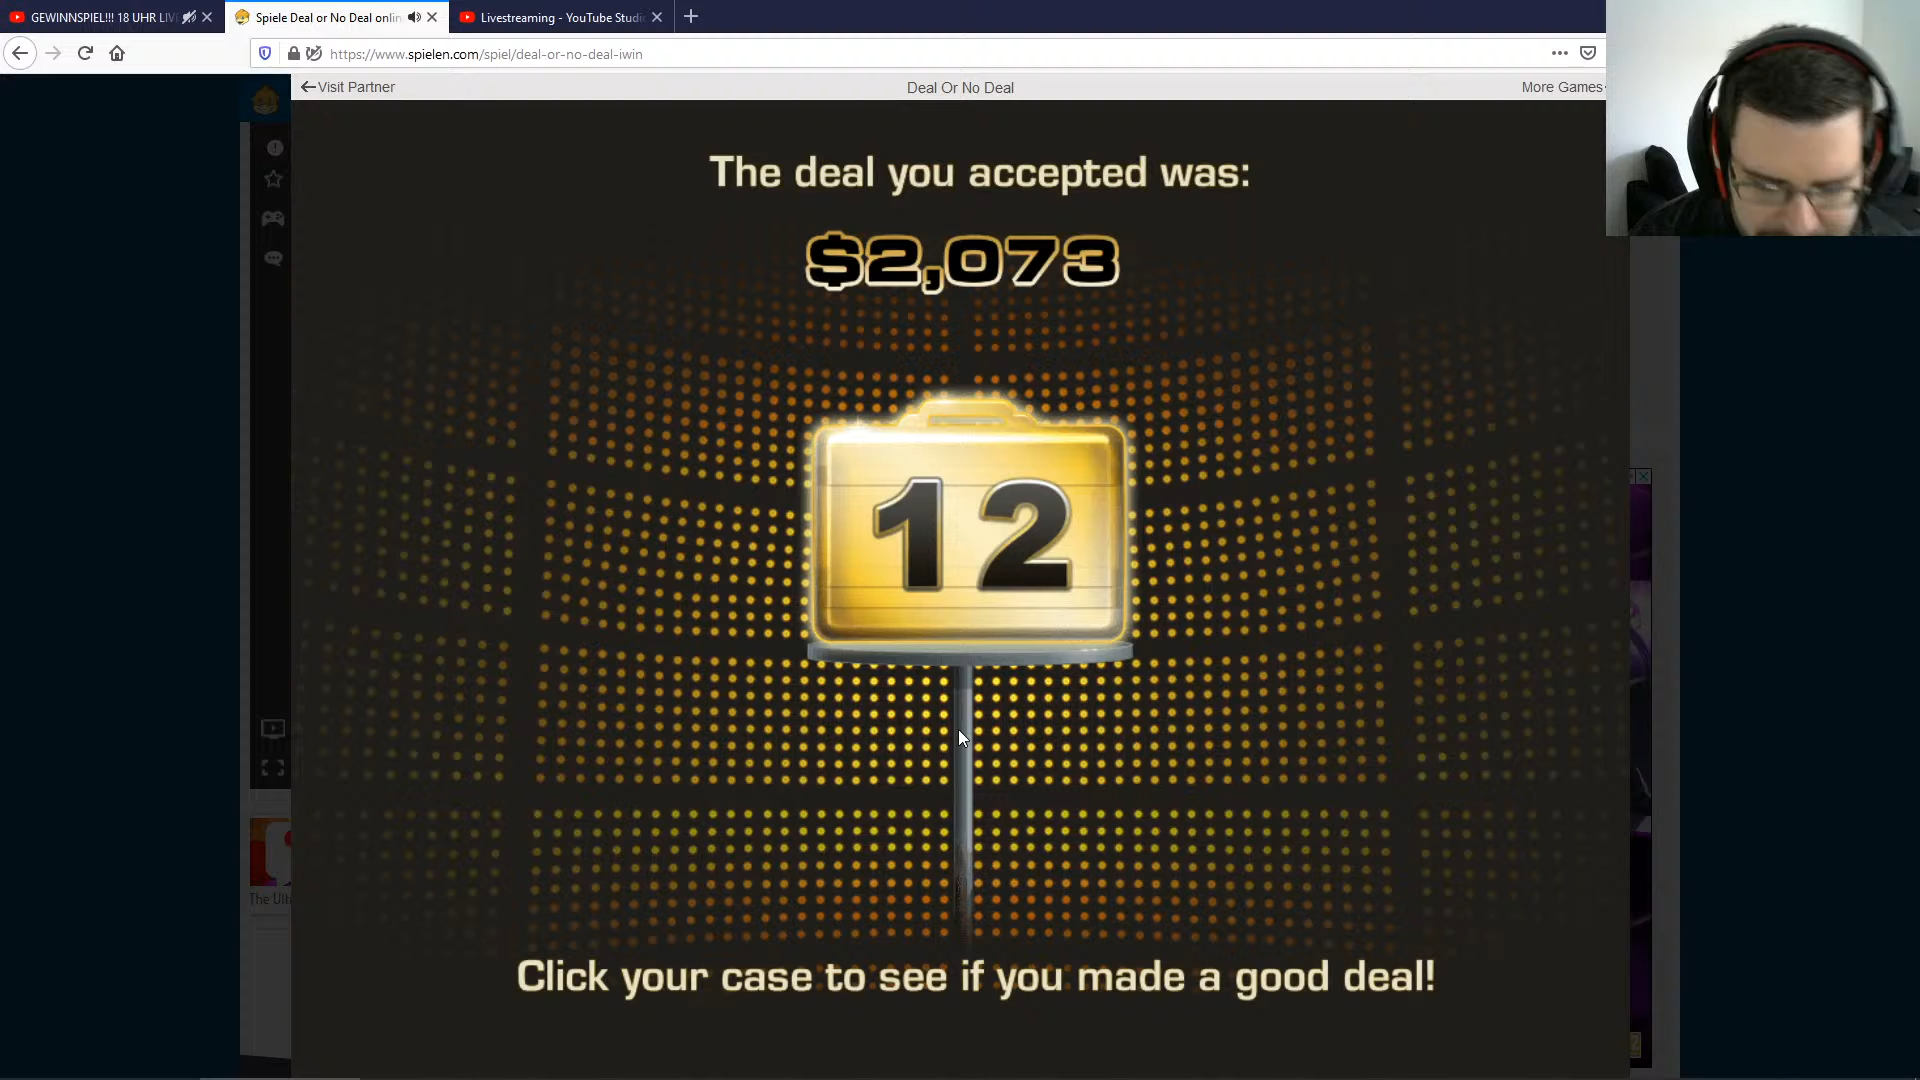 GEWINNSPIEL!!! 18 UHR LIV
Spiele Deal or No Deal onlin
Livestreaming - YouTube Studi
https://www.spielen.com/spiel/deal-or-no-deal-iwin
Visit Partner
Deal Or No Deal
More Games
The deal you accepted was:
$2,073
12
The Ult
Click your case to see if you made a good deal!